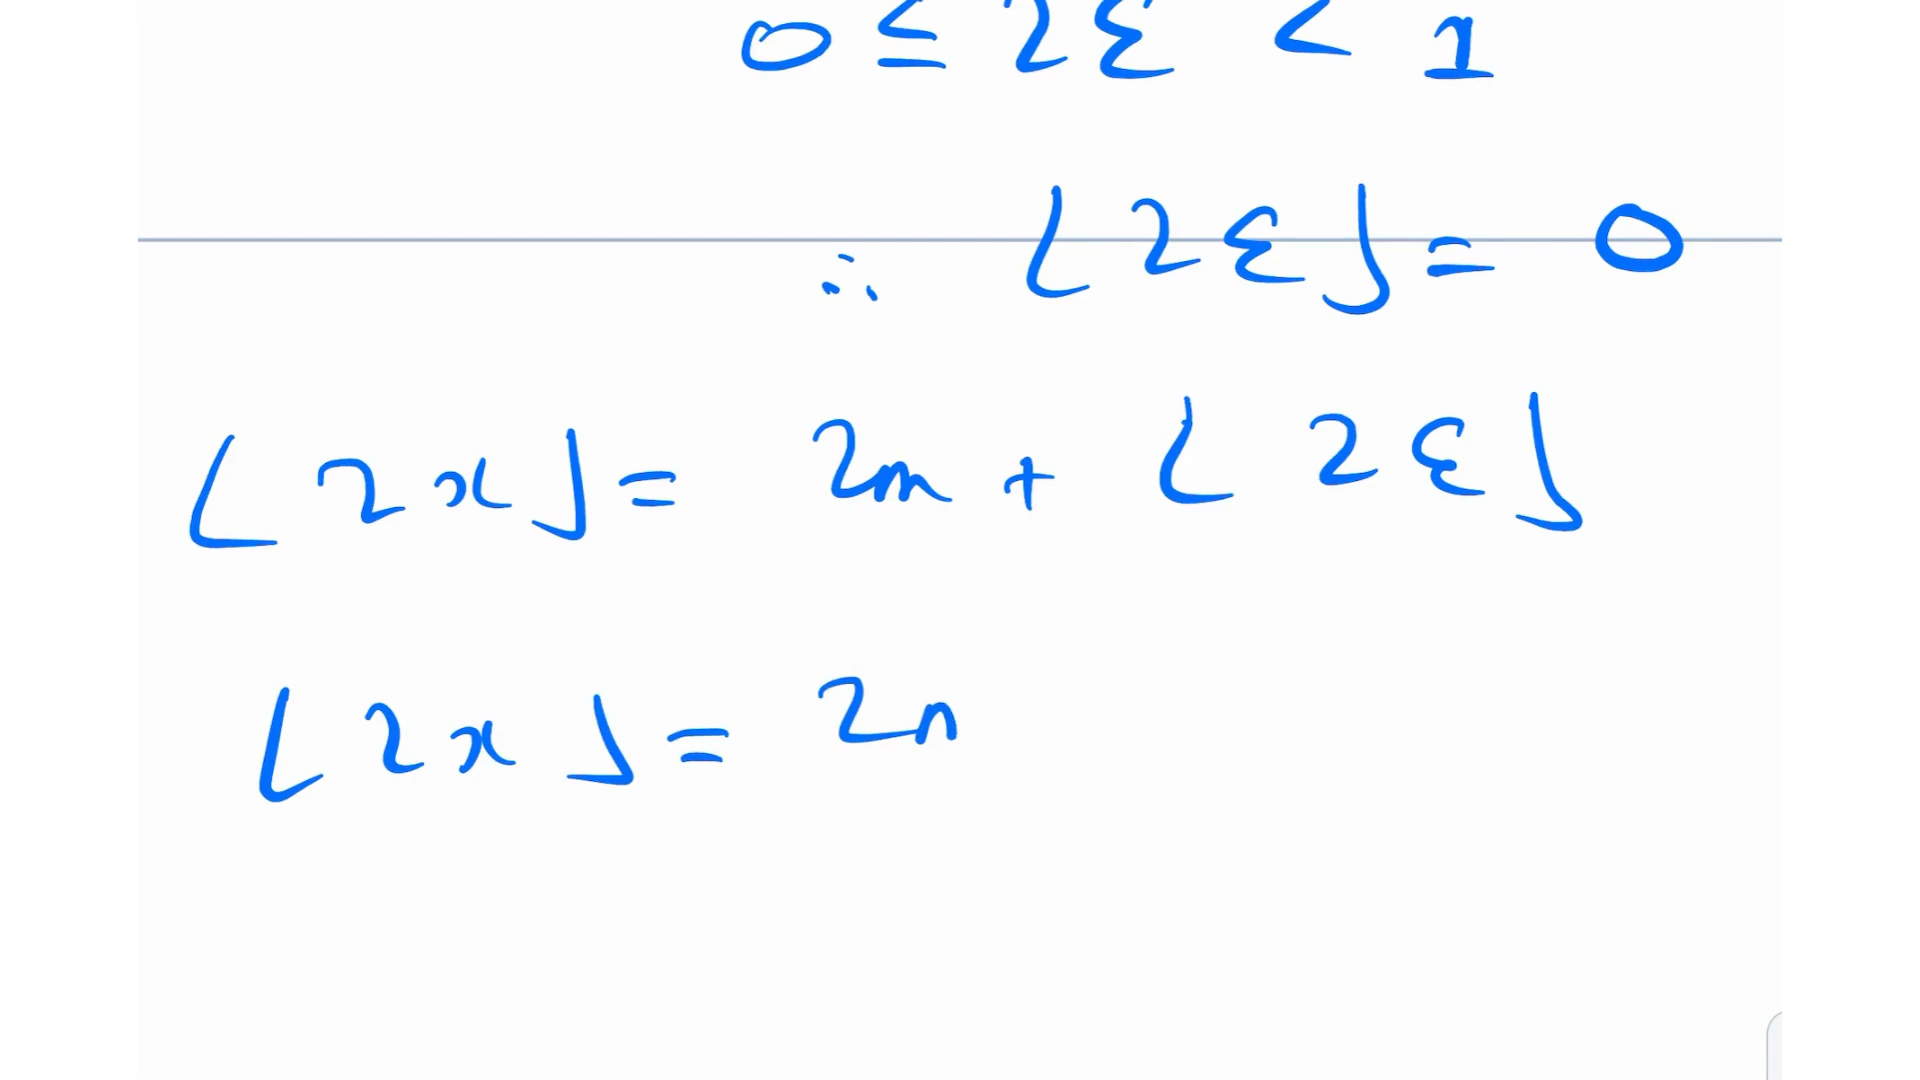 0 ≤ 2ε < 1
∴ ⌊2ε⌋ = 0
⌊2x⌋ = 2n + ⌊2ε⌋
⌊2x⌋ = 2n